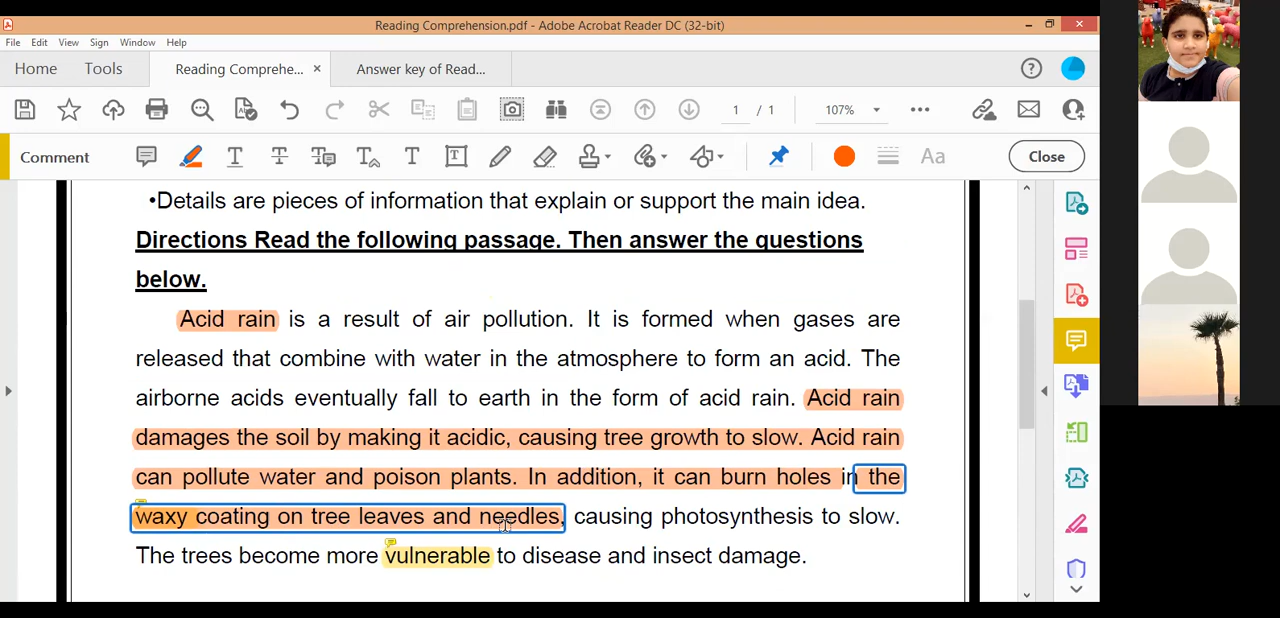 Reading Comprehension.pdf - Adobe Acrobat Reader DC (32-bit)
File Edit View Sign Window Help
Home Tools Reading Comprehe... × Answer key of Read...
1 / 1 107%
Comment Aa Close
•Details are pieces of information that explain or support the main idea.
Directions Read the following passage. Then answer the questions
below.
Acid rain is a result of air pollution. It is formed when gases are
released that combine with water in the atmosphere to form an acid. The
airborne acids eventually fall to earth in the form of acid rain. Acid rain
damages the soil by making it acidic, causing tree growth to slow. Acid rain
can pollute water and poison plants. In addition, it can burn holes in the
waxy coating on tree leaves and needles, causing photosynthesis to slow.
The trees become more vulnerable to disease and insect damage.